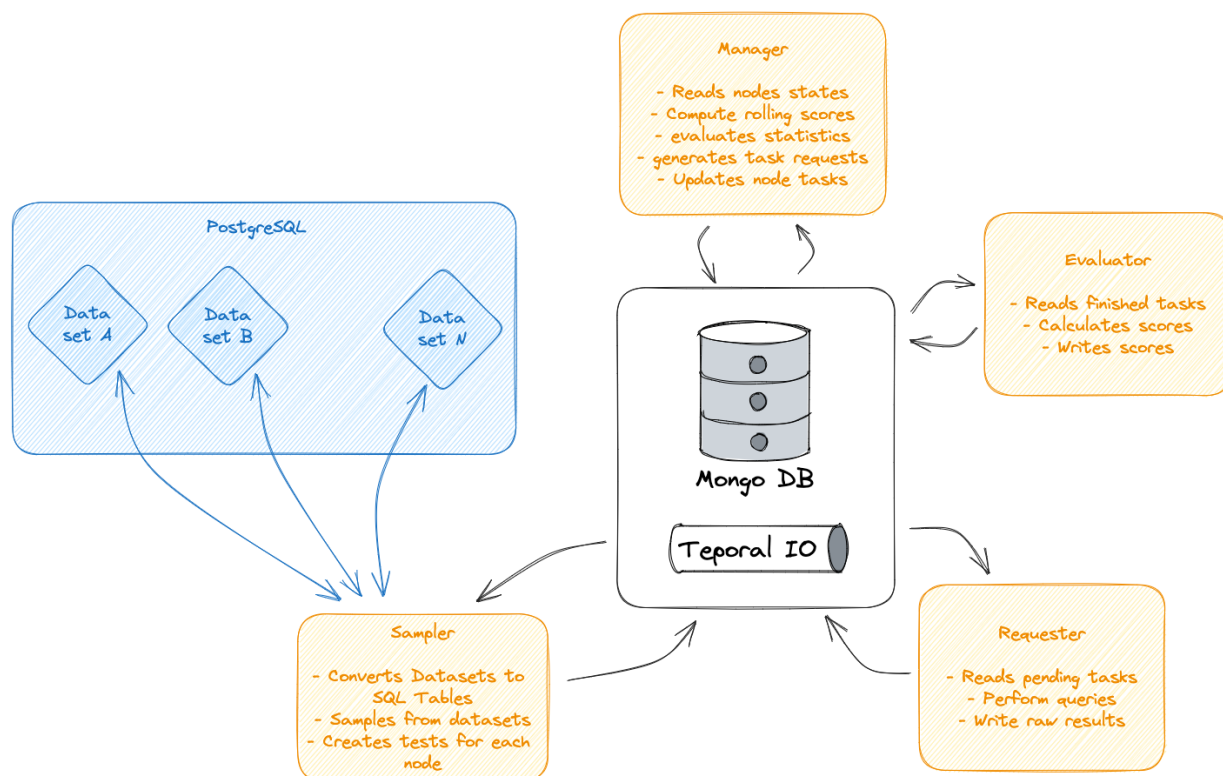 Manager
- Reads nodes states
- Compute rolling scores
- evaluates statistics
- generates task requests
- Updates node tasks
PostgreSQL
Data
set A
Data
set B
Data
set N
Evaluator
- Reads finished tasks
- Calculates scores
- Writes scores
Mongo DB
Teporal IO
Sampler
- Converts Datasets to
SQL Tables
- Samples from datasets
- Creates tests for each
node
Requester
- Reads pending tasks
- Perform queries
- Write raw results